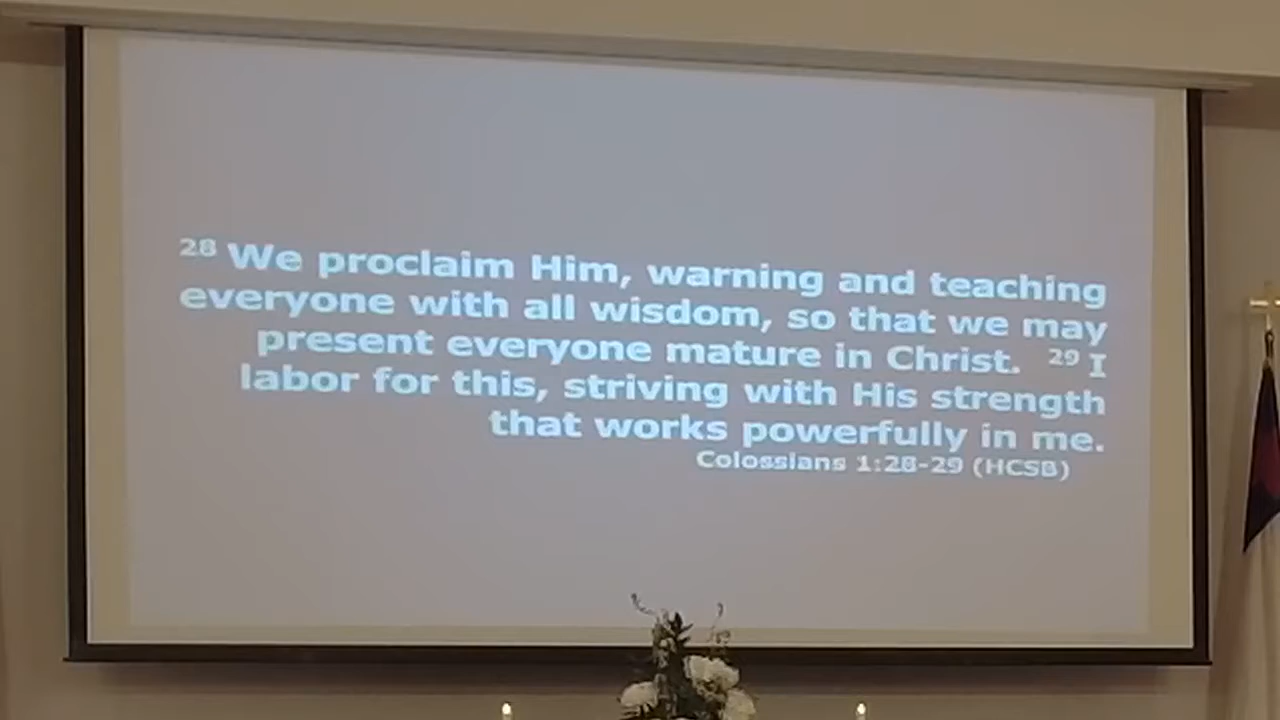 28 We proclaim Him, warning and teaching
everyone with all wisdom, so that we may
present everyone mature in Christ. 29 I
labor for this, striving with His strength
that works powerfully in me.
Colossians 1:28-29 (HCSB)